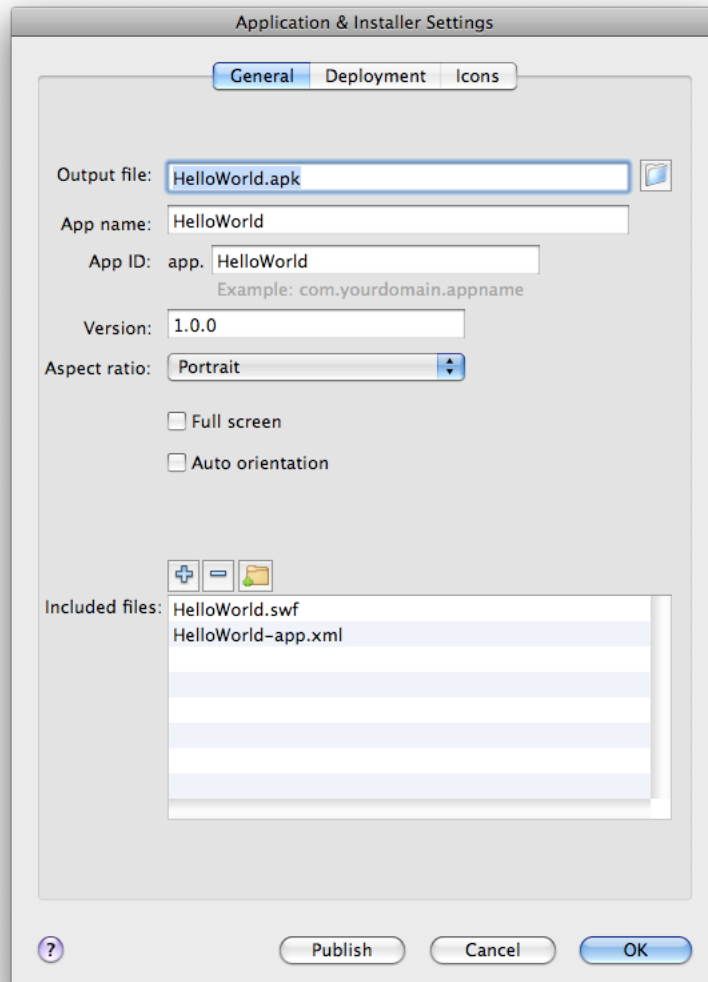 Application & Installer Settings
General Deployment Icons
Output file: HelloWorld.apk
App name: HelloWorld
App ID: app. HelloWorld
Example: com.yourdomain.appname
Version: 1.0.0
Aspect ratio: Portrait
Full screen
Auto orientation
Included files: HelloWorld.swf
HelloWorld-app.xml
? Publish Cancel OK